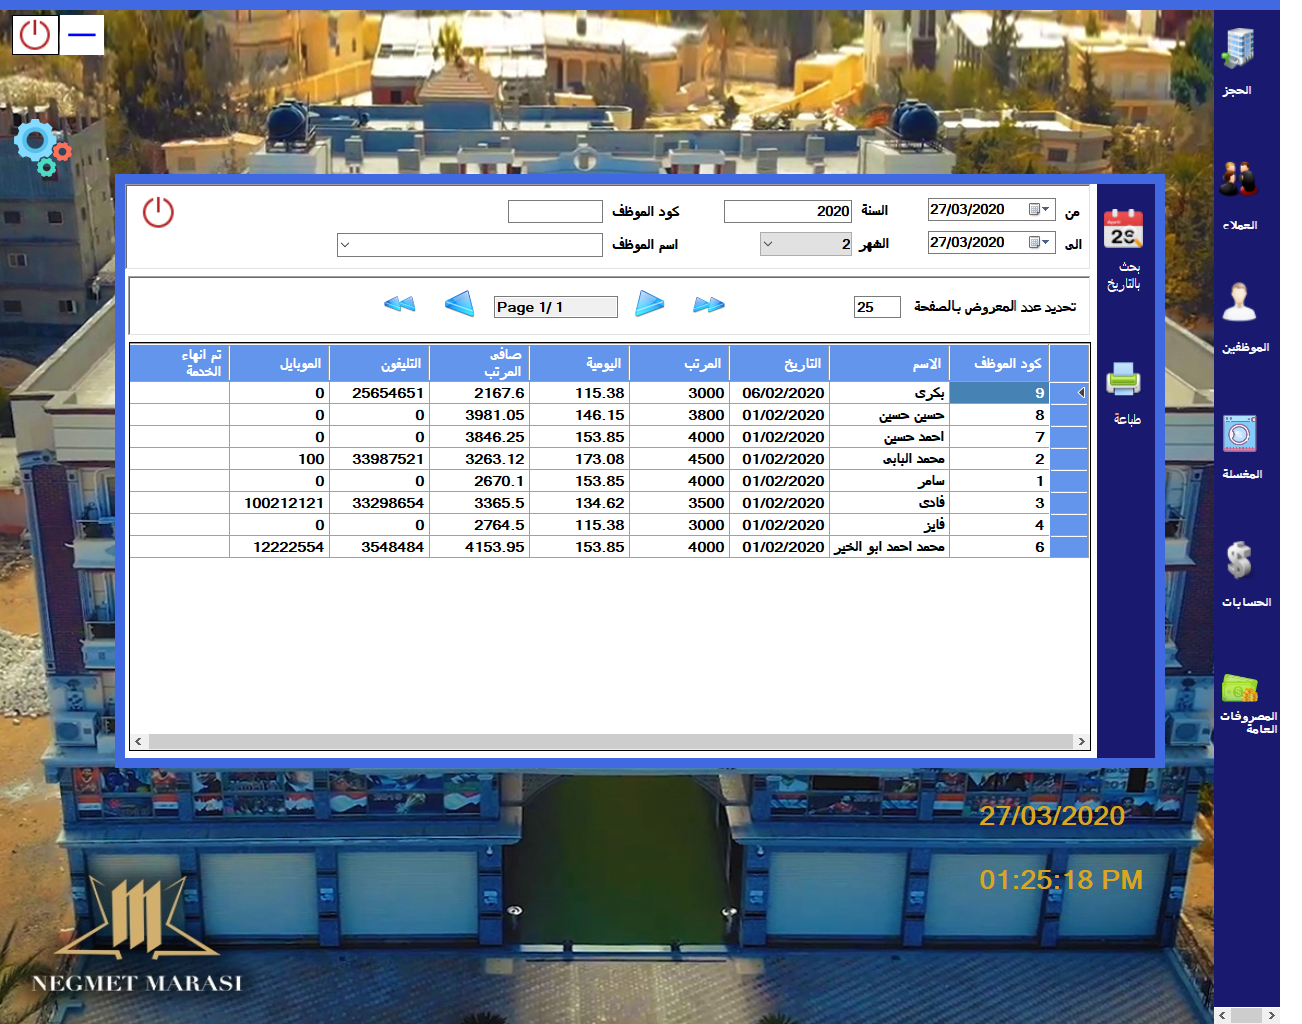 الحجز
العملاء
الموظفين
المغسلة
الحسابات
المصروفات
العامة
من 27/03/2020 السنة 2020 كود الموظف
الى 27/03/2020 الشهر 2 اسم الموظف
بحث
بالتاريخ
طباعة
تحديد عدد المعروض بالصفحة 25 Page 1/ 1
كود الموظف الاسم التاريخ المرتب اليومية صافى المرتب التليفون الموبايل تم انهاء الخدمة
9 بكرى 06/02/2020 3000 115.38 2167.6 25654651 0
8 حسين حسين 01/02/2020 3800 146.15 3981.05 0 0
7 احمد حسين 01/02/2020 4000 153.85 3846.25 0 0
2 محمد البابى 01/02/2020 4500 173.08 3263.12 33987521 100
1 سامر 01/02/2020 4000 153.85 2670.1 0 0
3 فادى 01/02/2020 3500 134.62 3365.5 33298654 100212121
4 فايز 01/02/2020 3000 115.38 2764.5 0 0
6 محمد احمد ابو الخير 01/02/2020 4000 153.85 4153.95 3548484 12222554
27/03/2020
01:25:18 PM
NEGMET MARASI